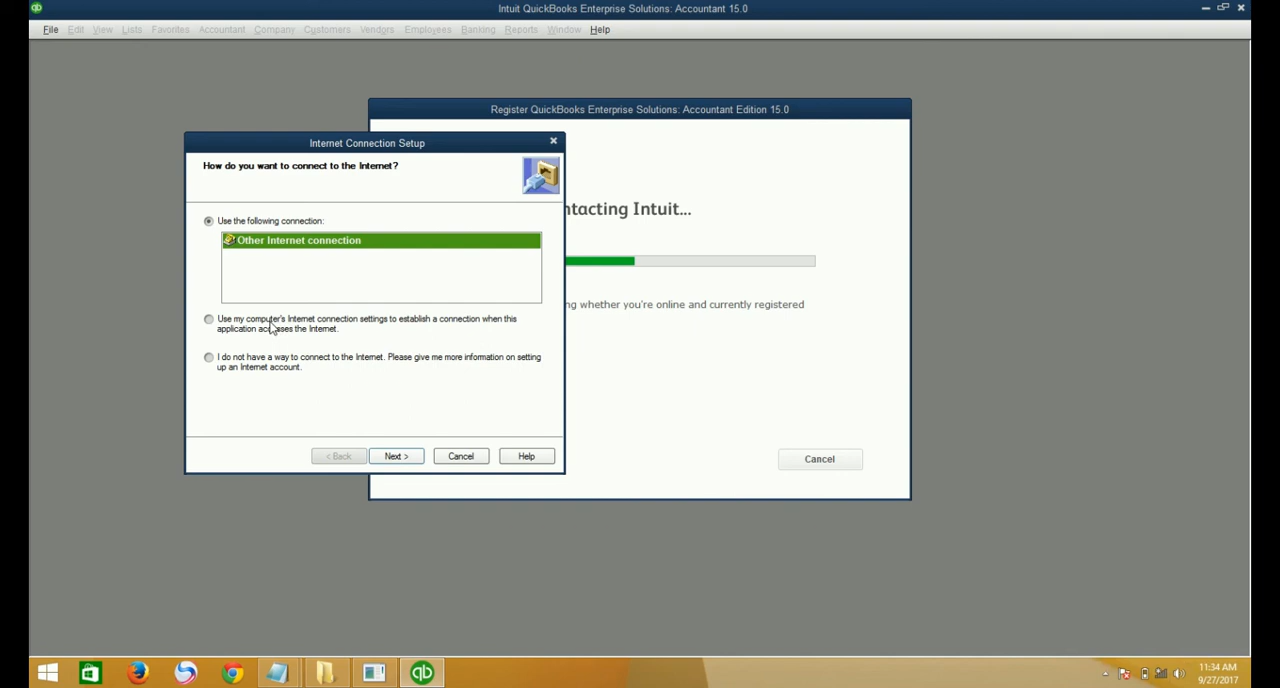 qb
Intuit QuickBooks Enterprise Solutions: Accountant 15.0
File Edit View Lists Favorites Accountant Company Customers Vendors Employees Banking Reports Window Help
Register QuickBooks Enterprise Solutions: Accountant Edition 15.0
Internet Connection Setup
How do you want to connect to the Internet?
ntacting Intuit...
Use the following connection:
Other Internet connection
ng whether you're online and currently registered
Use my computer's Internet connection settings to establish a connection when this
application accesses the Internet.
I do not have a way to connect to the Internet. Please give me more information on setting
up an Internet account.
< Back
Next >
Cancel
Help
Cancel
qb
11:34 AM
9/27/2017